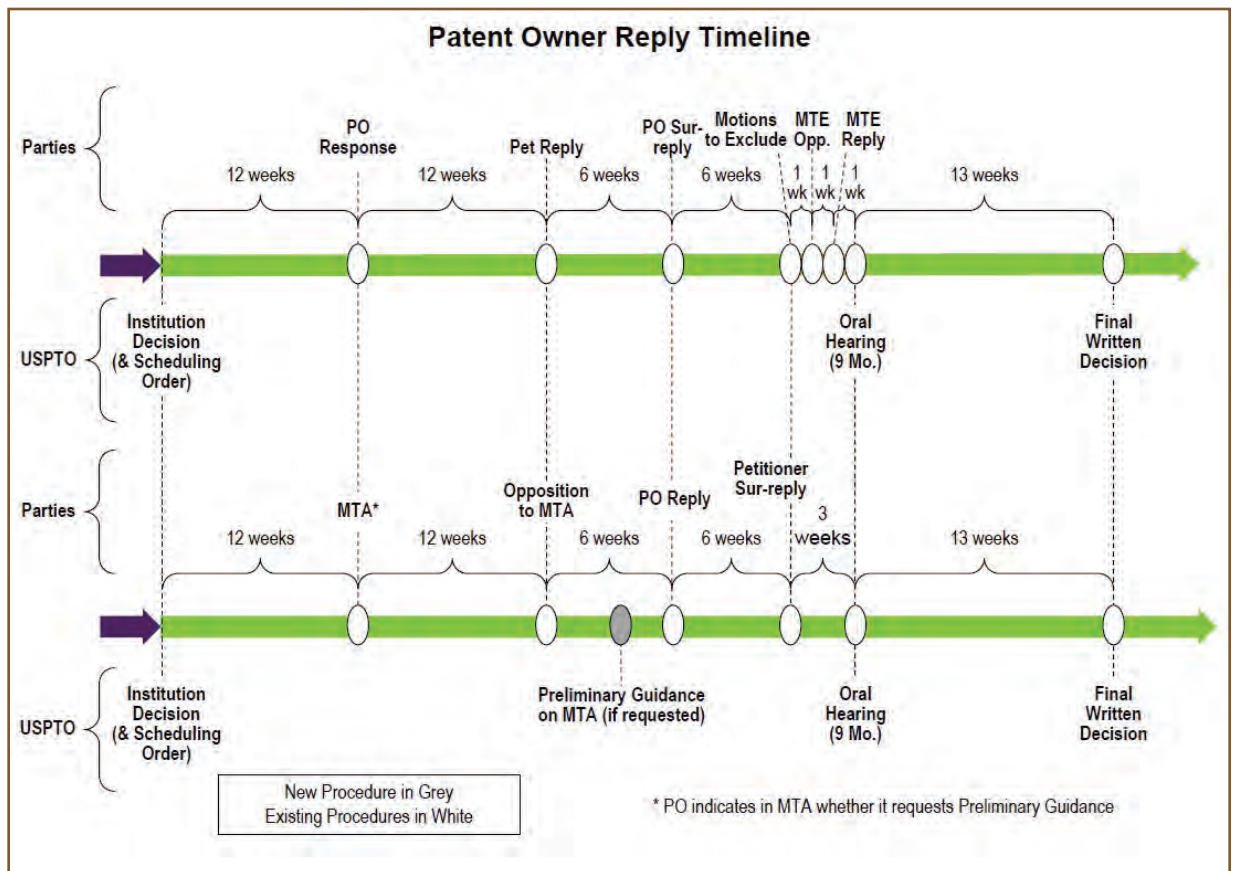 Patent Owner Reply Timeline
Parties
PO
Response
Pet Reply
PO Sur-
reply
Motions
to Exclude
MTE
Opp.
MTE
Reply
12 weeks
12 weeks
6 weeks
6 weeks
1
wk
1
wk
1
wk
13 weeks
USPTO
Institution
Decision
(& Scheduling
Order)
Oral
Hearing
(9 Mo.)
Final
Written
Decision
Parties
MTA*
Opposition
to MTA
PO Reply
Petitioner
Sur-reply
12 weeks
12 weeks
6 weeks
6 weeks
3
weeks
13 weeks
USPTO
Institution
Decision
(& Scheduling
Order)
Preliminary Guidance
on MTA (if requested)
Oral
Hearing
(9 Mo.)
Final
Written
Decision
New Procedure in Grey
Existing Procedures in White
* PO indicates in MTA whether it requests Preliminary Guidance